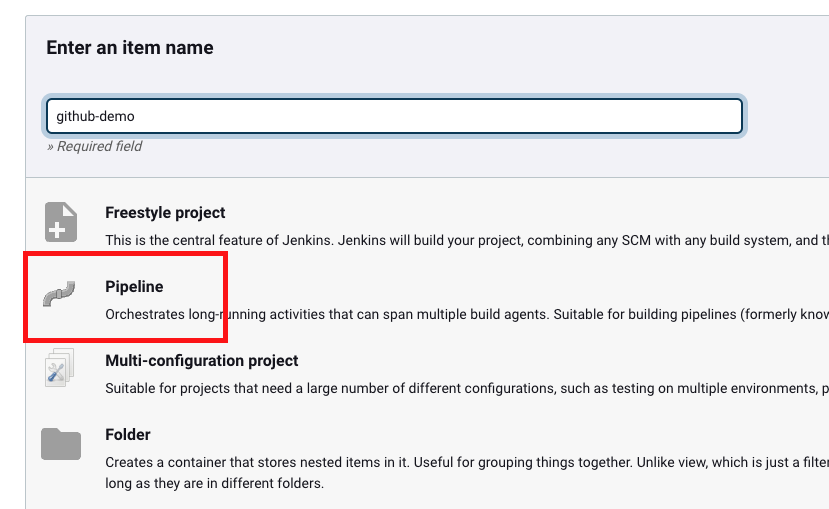 Enter an item name
github-demo
» Required field
Freestyle project
This is the central feature of Jenkins. Jenkins will build your project, combining any SCM with any build system, and
Pipeline
Orchestrates long-running activities that can span multiple build agents. Suitable for building pipelines (formerly
Multi-configuration project
Suitable for projects that need a large number of different configurations, such as testing on multiple environments,
Folder
Creates a container that stores nested items in it. Useful for grouping things together. Unlike view, which is just a
long as they are in different folders.